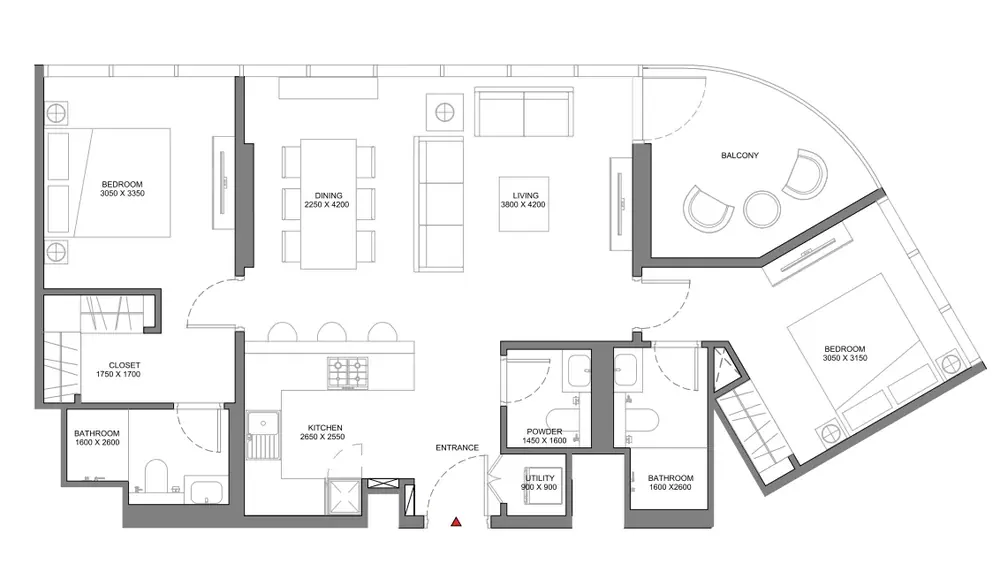 BEDROOM
3050 X 3350
DINING
2250 X 4200
LIVING
3800 X 4200
BALCONY
BEDROOM
3050 X 3150
CLOSET
1750 X 1700
BATHROOM
1600 X 2600
KITCHEN
2650 X 2550
ENTRANCE
POWDER
1450 X 1600
UTILITY
900 X 900
BATHROOM
1600 X2600